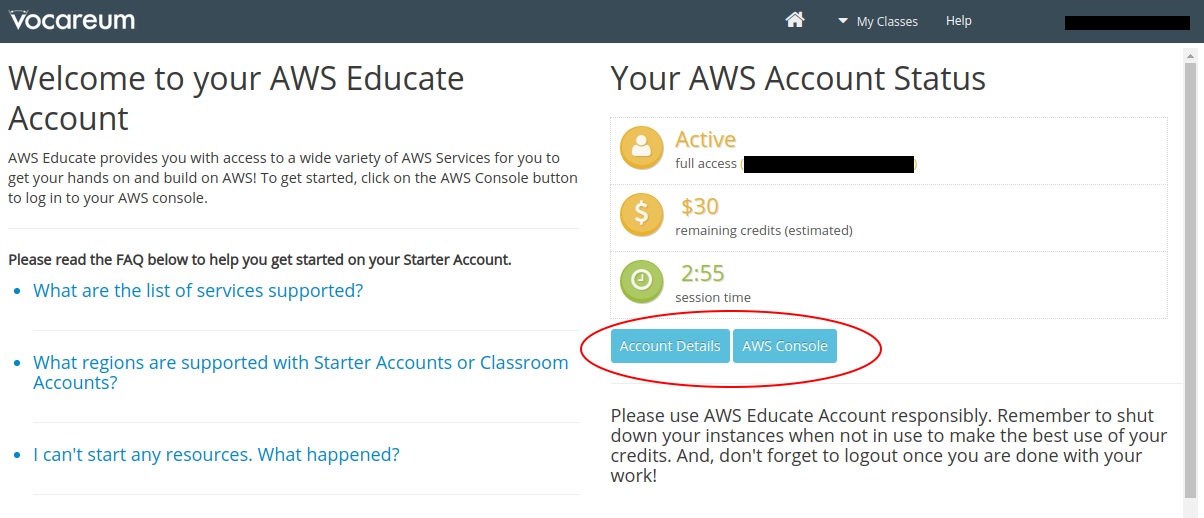 Vocareum
My Classes
Help
Welcome to your AWS Educate
Account
AWS Educate provides you with access to a wide variety of AWS Services for you to
get your hands on and build on AWS! To get started, click on the AWS Console button
to log in to your AWS console.
Please read the FAQ below to help you get started on your Starter Account.
What are the list of services supported?
What regions are supported with Starter Accounts or Classroom
Accounts?
I can't start any resources. What happened?
Your AWS Account Status
Active
full access (
)
$30
remaining credits (estimated)
2:55
session time
Account Details
AWS Console
Please use AWS Educate Account responsibly. Remember to shut
down your instances when not in use to make the best use of your
credits. And, don't forget to logout once you are done with your
work!